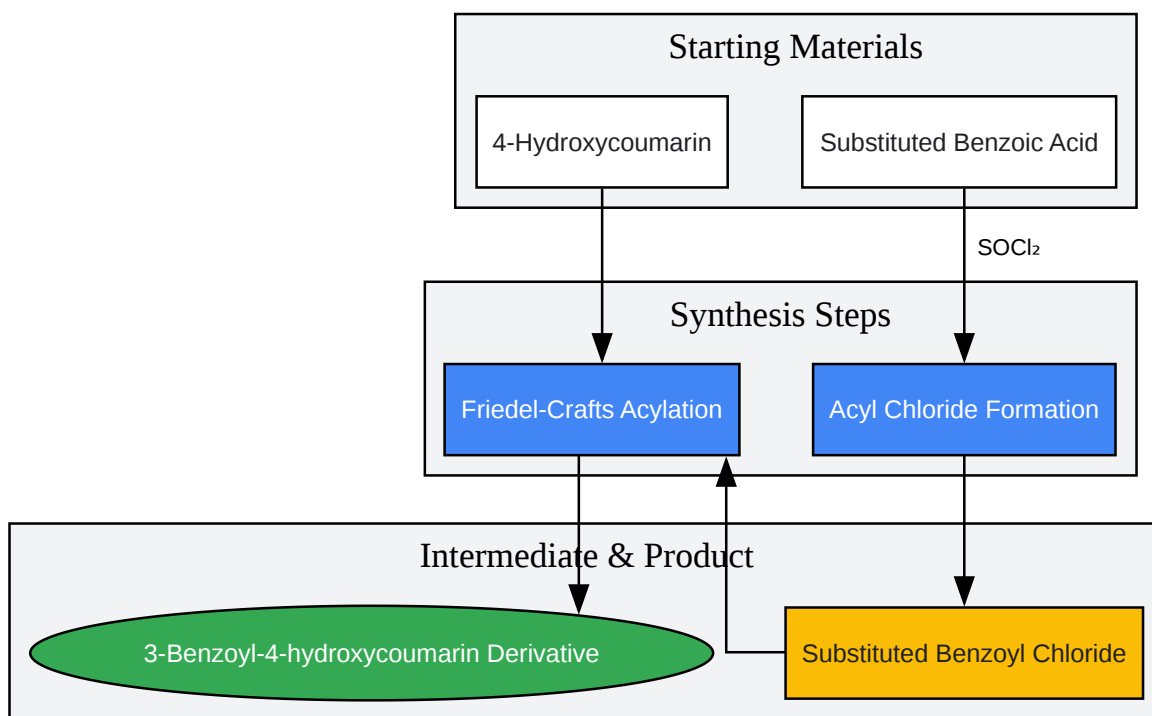 Starting Materials
4-Hydroxycoumarin
Substituted Benzoic Acid
SOCl₂
Synthesis Steps
Friedel-Crafts Acylation
Acyl Chloride Formation
Intermediate & Product
3-Benzoyl-4-hydroxycoumarin Derivative
Substituted Benzoyl Chloride